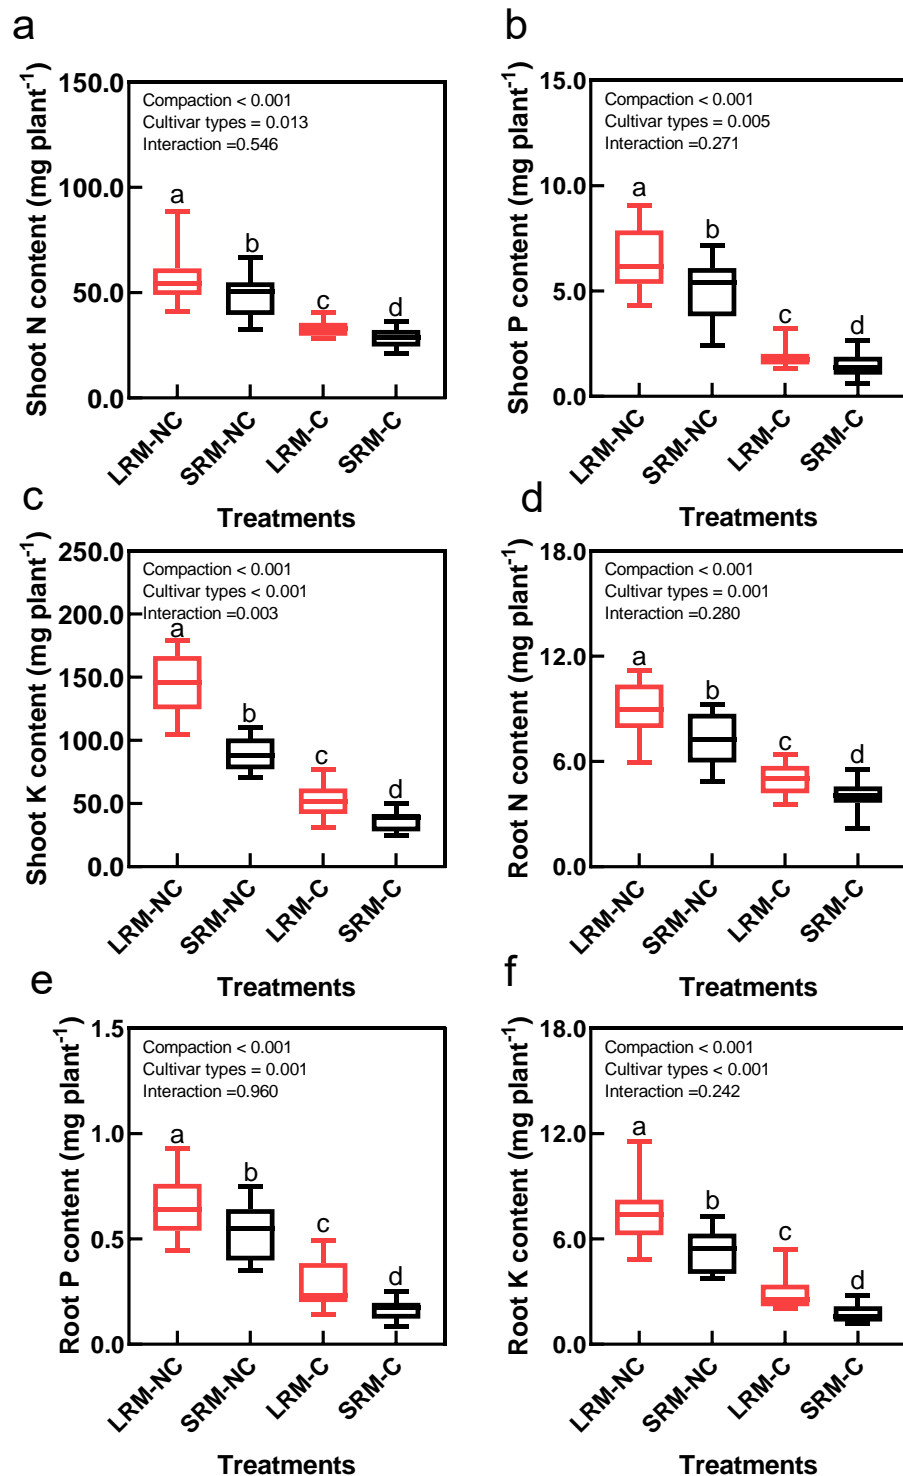 a
Shoot N content (mg plant-1)
150.0
100.0
50.0
0.0
Compaction < 0.001
Cultivar types = 0.013
Interaction =0.546
a
b
c
d
LRM-NC
SRM-NC
LRM-C
SRM-C
Treatments
b
Shoot P content (mg plant-1)
15.0
10.0
5.0
0.0
Compaction < 0.001
Cultivar types = 0.005
Interaction =0.271
a
b
c
d
LRM-NC
SRM-NC
LRM-C
SRM-C
Treatments
c
Shoot K content (mg plant-1)
250.0
200.0
150.0
100.0
50.0
0.0
Compaction < 0.001
Cultivar types < 0.001
Interaction =0.003
a
b
c
d
LRM-NC
SRM-NC
LRM-C
SRM-C
Treatments
d
Root N content (mg plant-1)
18.0
12.0
6.0
0.0
Compaction < 0.001
Cultivar types = 0.001
Interaction =0.280
a
b
c
d
LRM-NC
SRM-NC
LRM-C
SRM-C
Treatments
e
Root P content (mg plant-1)
1.5
1.0
0.5
0.0
Compaction < 0.001
Cultivar types = 0.001
Interaction =0.960
a
b
c
d
LRM-NC
SRM-NC
LRM-C
SRM-C
Treatments
f
Root K content (mg plant-1)
18.0
12.0
6.0
0.0
Compaction < 0.001
Cultivar types < 0.001
Interaction =0.242
a
b
c
d
LRM-NC
SRM-NC
LRM-C
SRM-C
Treatments